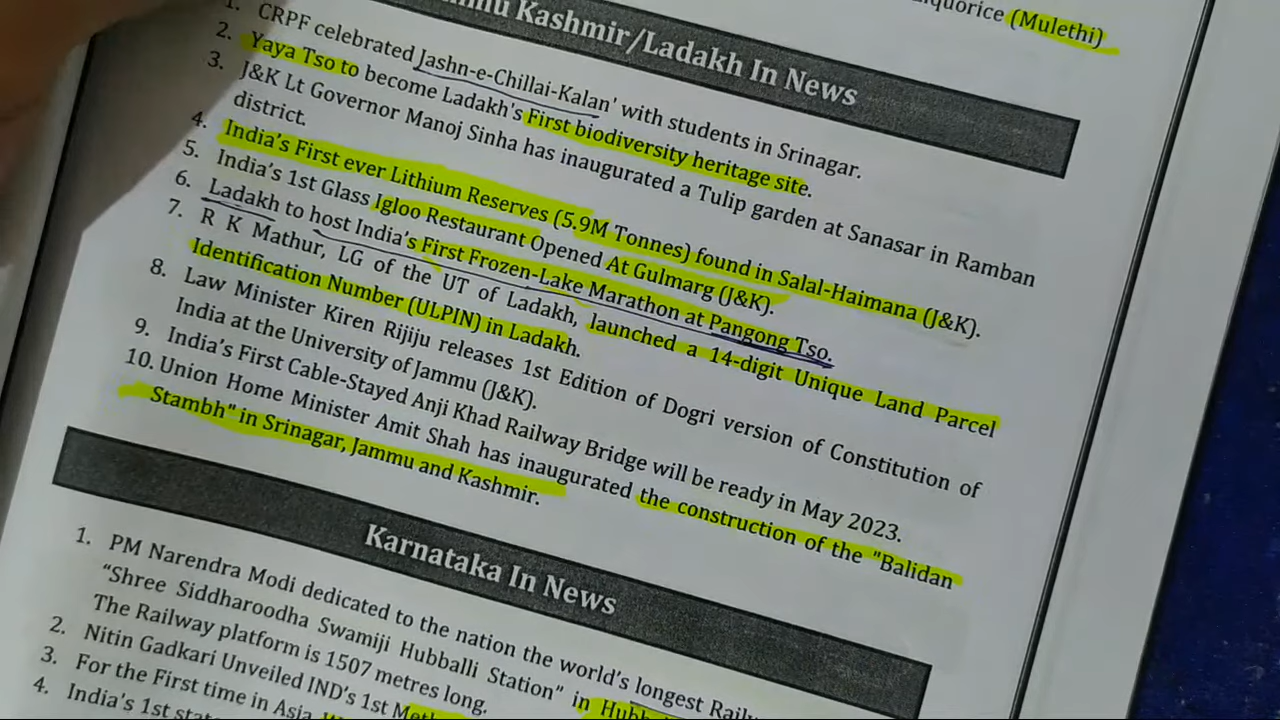 iquorice (Mulethi)
Kashmir/Ladakh In News
1. CRPF celebrated Jashn-e-Chillai-Kalan' with students in Srinagar.
2. Yaya Tso to become Ladakh's First biodiversity heritage site.
3. J&K Lt Governor Manoj Sinha has inaugurated a Tulip garden at Sanasar in Ramban
district.
4. India's First ever Lithium Reserves (5.9M Tonnes) found in Salal-Haimana (J&K).
5. India's 1st Glass Igloo Restaurant Opened At Gulmarg (J&K).
6. Ladakh to host India's First Frozen-Lake Marathon at Pangong Tso.
7. R K Mathur, LG of the UT of Ladakh, launched a 14-digit Unique Land Parcel
Identification Number (ULPIN) in Ladakh.
8. Law Minister Kiren Rijiju releases 1st Edition of Dogri version of Constitution of
India at the University of Jammu (J&K).
9. India's First Cable-Stayed Anji Khad Railway Bridge will be ready in May 2023.
10. Union Home Minister Amit Shah has inaugurated the construction of the "Balidan
Stambh" in Srinagar, Jammu and Kashmir.
Karnataka In News
1. PM Narendra Modi dedicated to the nation the world's longest
"Shree Siddharoodha Swamiji Hubballi Station" in
The Railway platform is 1507 metres long.
2. Nitin Gadkari Unveiled IND's 1st
3. For the First time in Asia
4. India's 1st